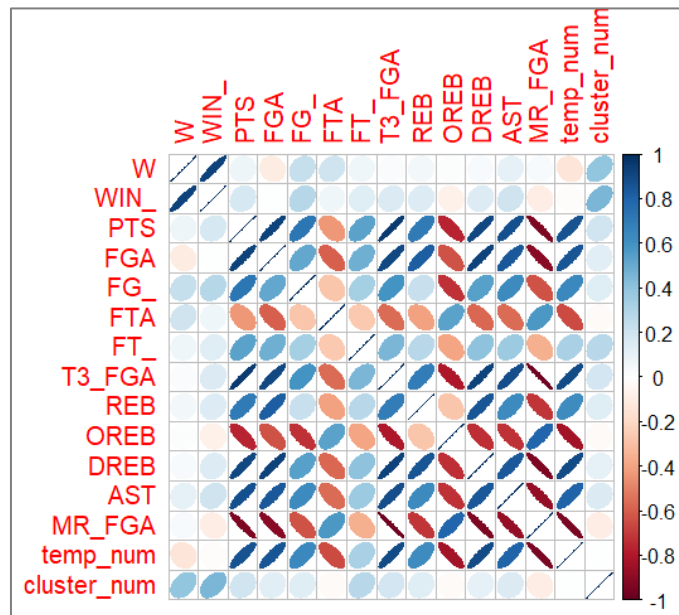 W
WIN_
PTS
FGA
FG_
FTA
FT_
T3_FGA
REB
OREB
DREB
AST
MR_FGA
temp_num
cluster_num
W
WIN_
PTS
FGA
FG_
FTA
FT_
T3_FGA
REB
OREB
DREB
AST
MR_FGA
temp_num
cluster_num
1
0.8
0.6
0.4
0.2
0
-0.2
-0.4
-0.6
-0.8
-1